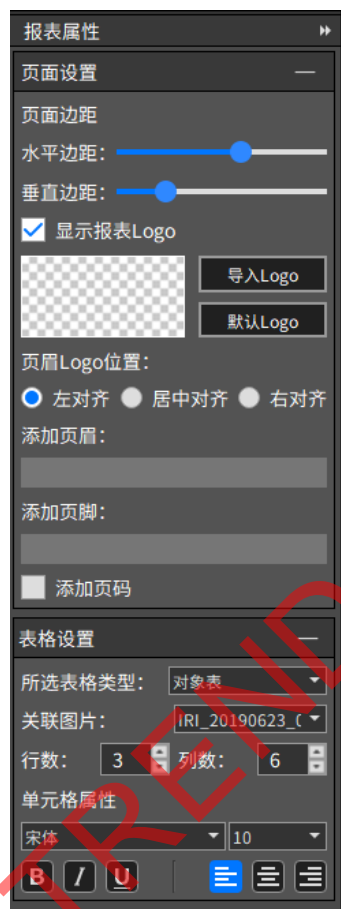 报表属性
页面设置
页面边距
水平边距：
垂直边距：
显示报表Logo
导入Logo
默认Logo
页眉Logo位置：
左对齐 居中对齐 右对齐
添加页眉：
添加页脚：
添加页码
表格设置
所选表格类型： 对象表
关联图片： IRI_20190623_(
行数： 3 列数： 6
单元格属性
宋体 10
B I U
TREND